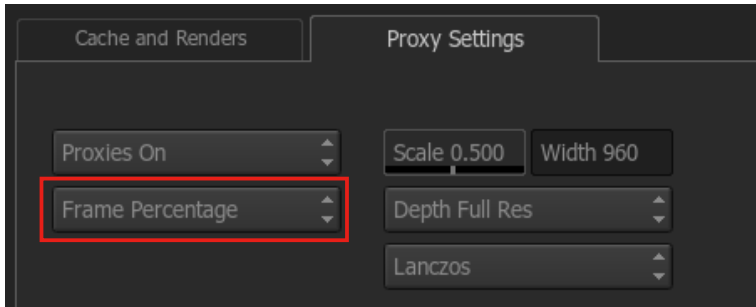 Cache and Renders
Proxy Settings
Proxies On
Scale 0.500
Width 960
Frame Percentage
Depth Full Res
Lanczos